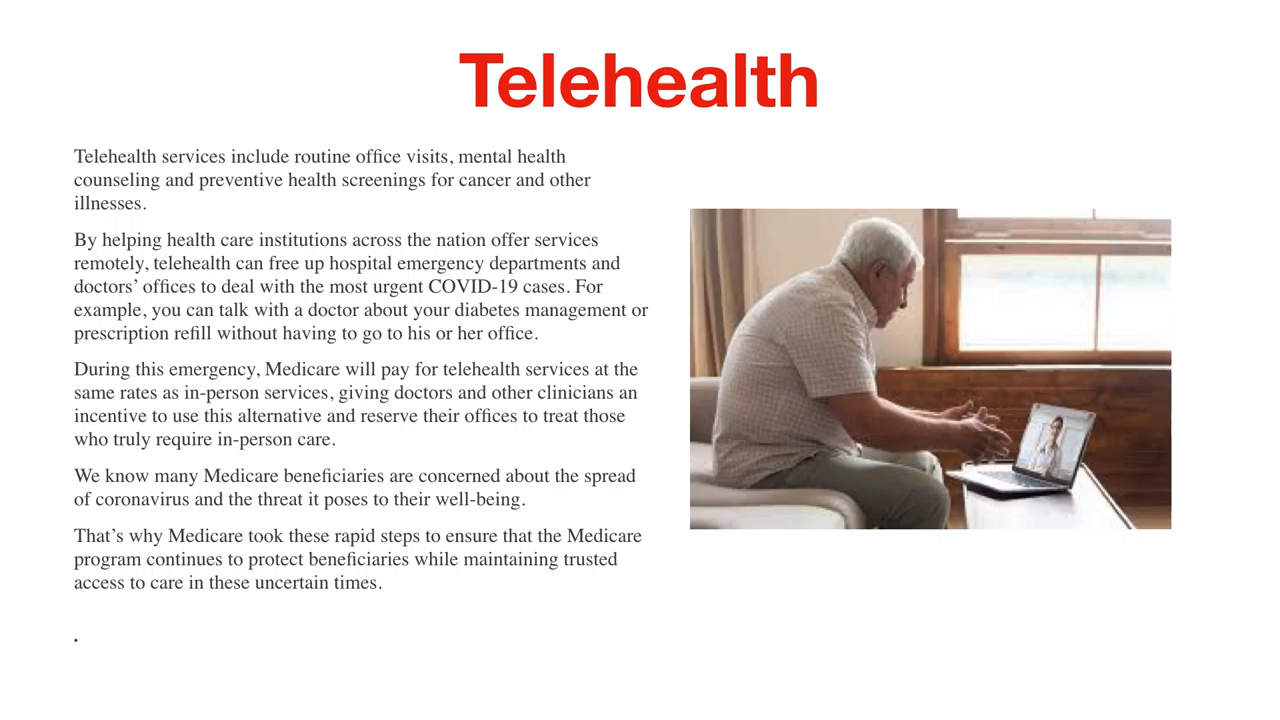 Telehealth
Telehealth services include routine office visits, mental health
counseling and preventive health screenings for cancer and other
illnesses.
By helping health care institutions across the nation offer services
remotely, telehealth can free up hospital emergency departments and
doctors’ offices to deal with the most urgent COVID-19 cases. For
example, you can talk with a doctor about your diabetes management or
prescription refill without having to go to his or her office.
During this emergency, Medicare will pay for telehealth services at the
same rates as in-person services, giving doctors and other clinicians an
incentive to use this alternative and reserve their offices to treat those
who truly require in-person care.
We know many Medicare beneficiaries are concerned about the spread
of coronavirus and the threat it poses to their well-being.
That’s why Medicare took these rapid steps to ensure that the Medicare
program continues to protect beneficiaries while maintaining trusted
access to care in these uncertain times.
.